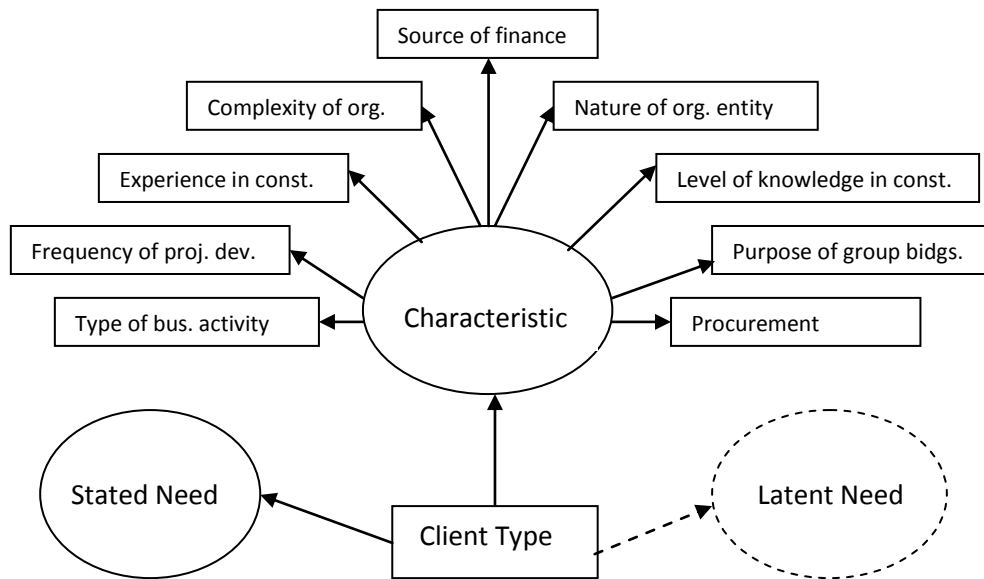 Source of finance
Complexity of org.
Nature of org. entity
Experience in const.
Level of knowledge in const.
Frequency of proj. dev.
Purpose of group bidgs.
Type of bus. activity
Characteristic
Procurement
Stated Need
Client Type
Latent Need